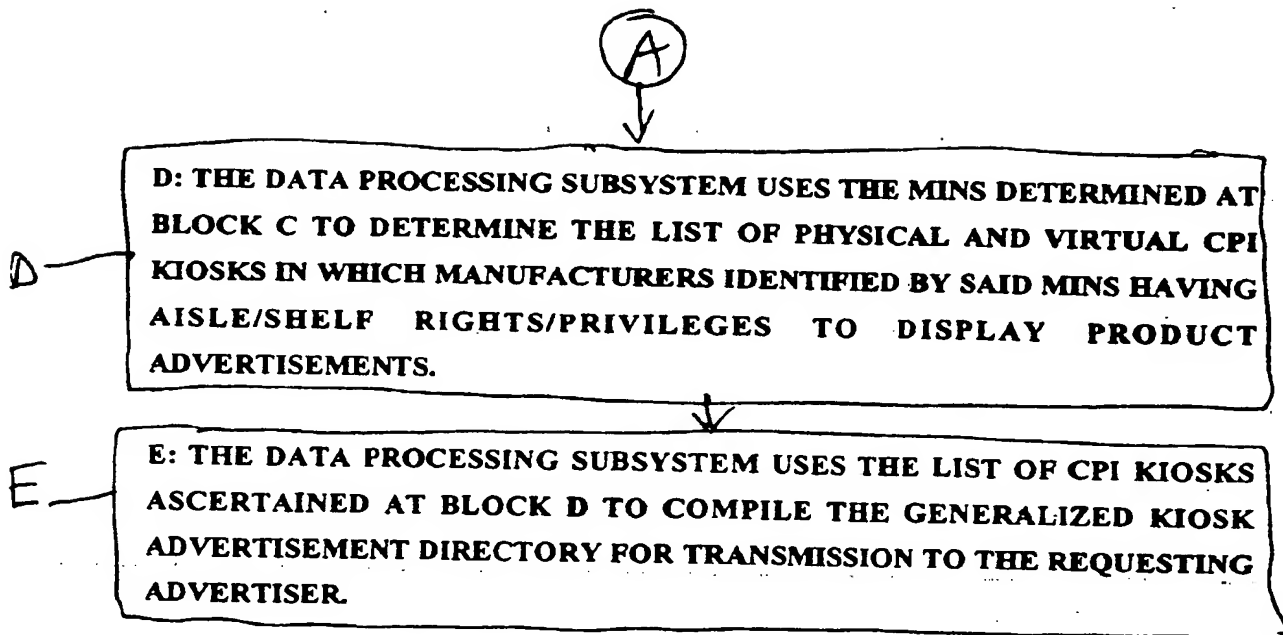 A
D: THE DATA PROCESSING SUBSYSTEM USES THE MINS DETERMINED AT
BLOCK C TO DETERMINE THE LIST OF PHYSICAL AND VIRTUAL CPI
KIOSKS IN WHICH MANUFACTURERS IDENTIFIED BY SAID MINS HAVING
AISLE/SHELF RIGHTS/PRIVILEGES TO DISPLAY PRODUCT
ADVERTISEMENTS.
D
E: THE DATA PROCESSING SUBSYSTEM USES THE LIST OF CPI KIOSKS
ASCERTAINED AT BLOCK D TO COMPILE THE GENERALIZED KIOSK
ADVERTISEMENT DIRECTORY FOR TRANSMISSION TO THE REQUESTING
ADVERTISER.
E